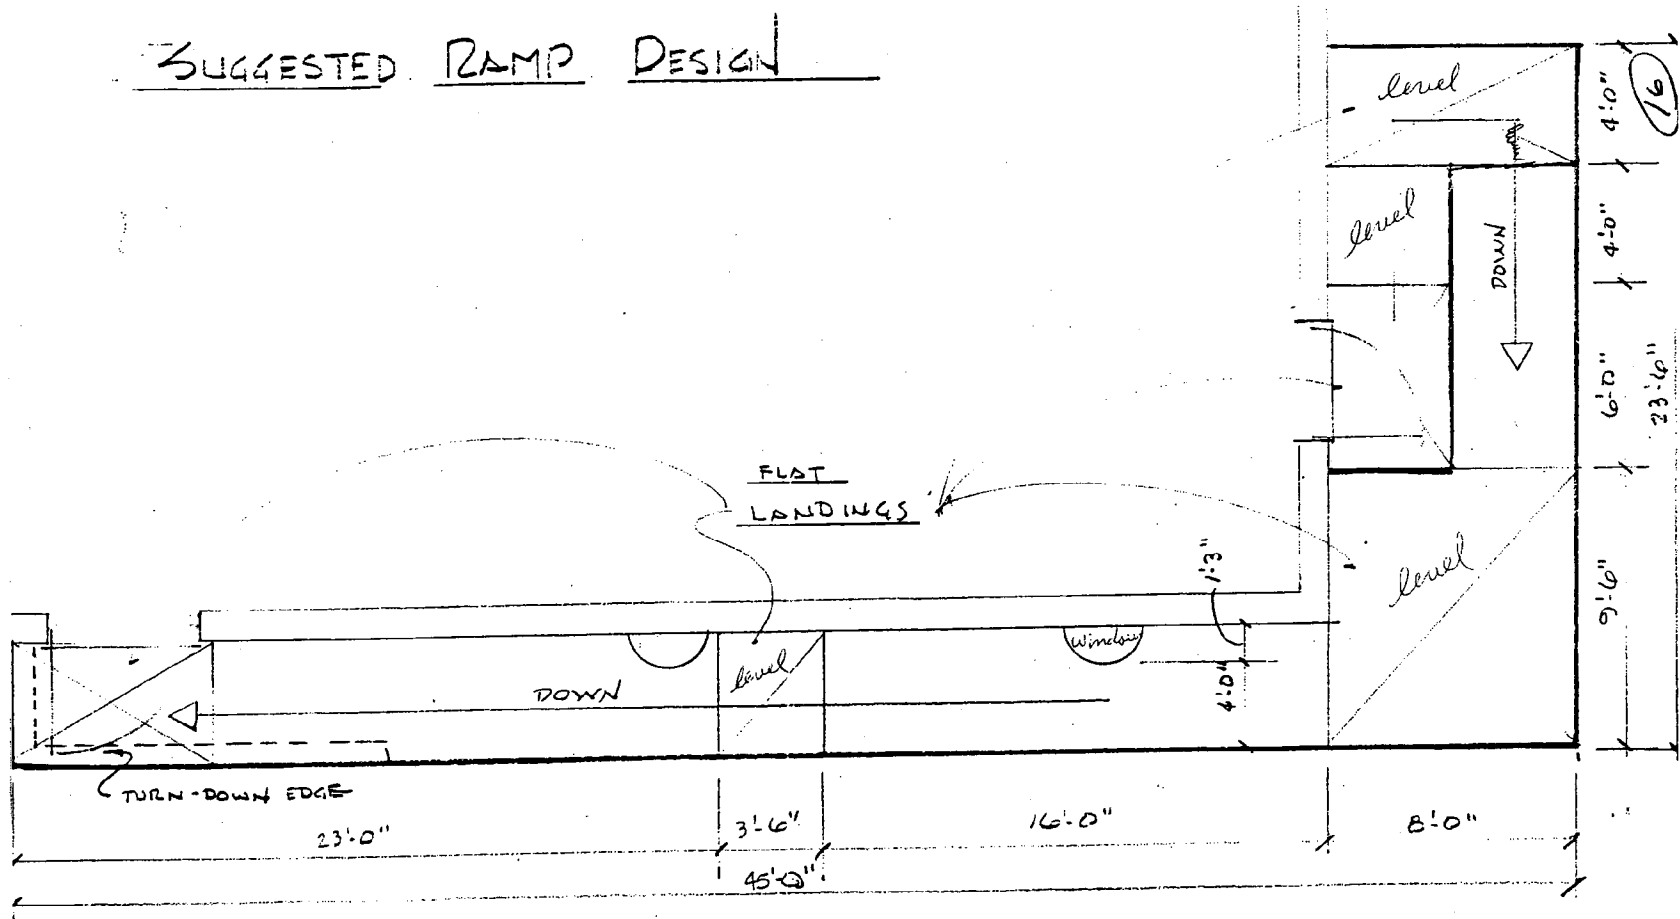 SUGGESTED RAMP DESIGN
level
4'-0"
16
level
4'-0"
DOWN
6'-0"
23'-6"
FLAT
LANDINGS
level
9'-6"
1'-3"
window
level
4'-0"
DOWN
TURN-DOWN EDGE
23'-0"
3'-6"
16'-0"
8'-0"
45'-0"